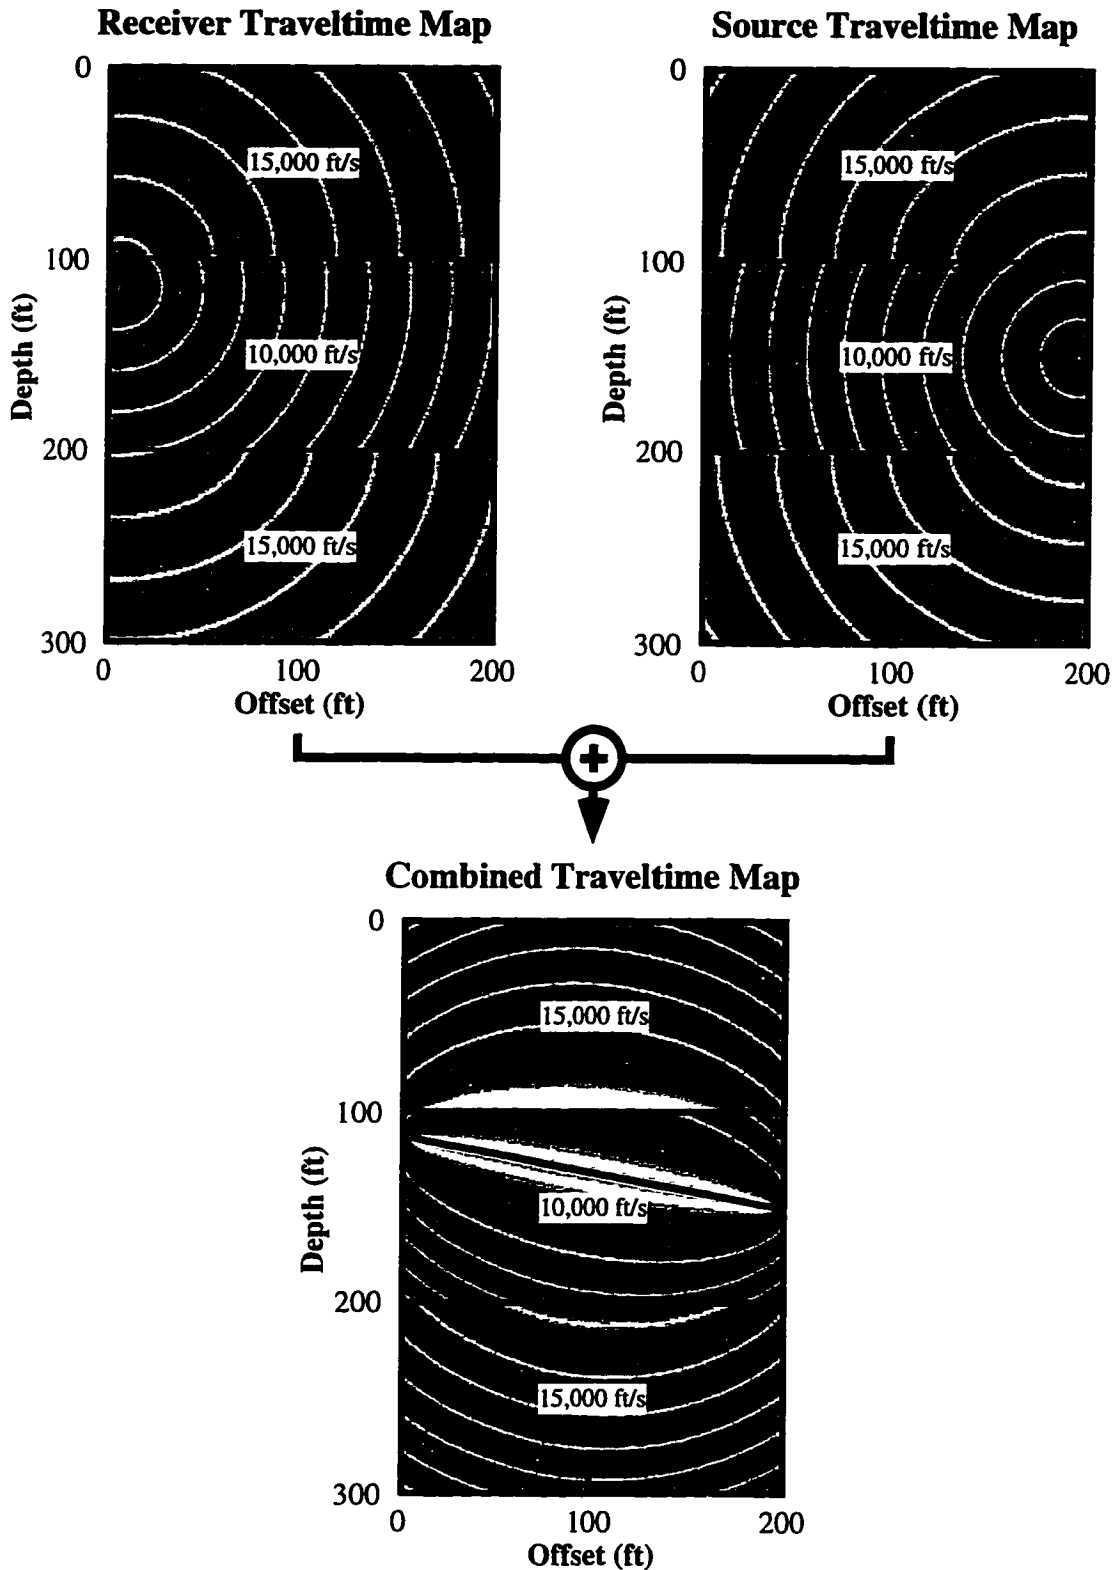 Receiver Traveltime Map
Source Traveltime Map
0
15,000 ft/s
100
10,000 ft/s
200
15,000 ft/s
300
Depth (ft)
0 100 200
Offset (ft)
0
15,000 ft/s
100
10,000 ft/s
200
15,000 ft/s
300
Depth (ft)
0 100 200
Offset (ft)
+
Combined Traveltime Map
0
15,000 ft/s
100
10,000 ft/s
200
15,000 ft/s
300
Depth (ft)
0 100 200
Offset (ft)